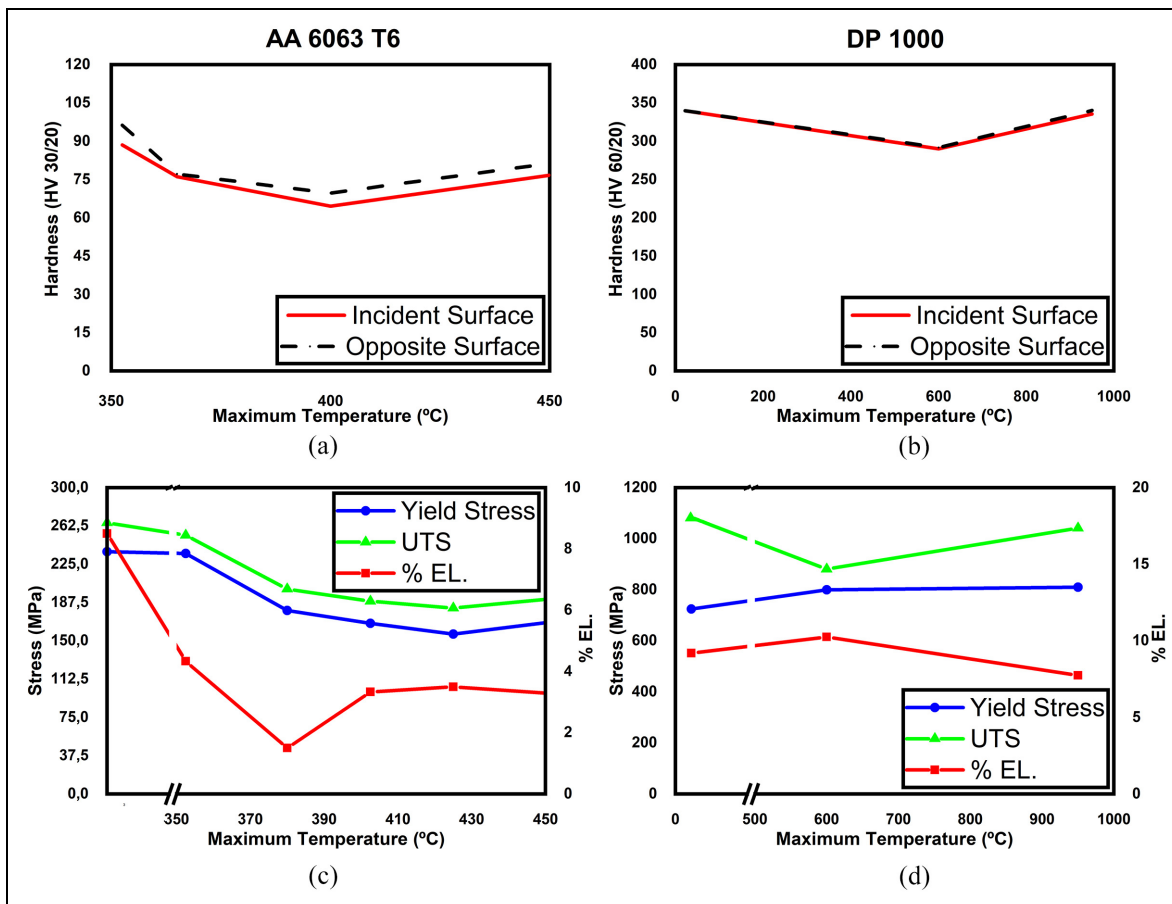 AA 6063 T6
Hardness (HV 30/20)
120
105
90
75
60
45
30
15
0
Incident Surface
Opposite Surface
350 400 450
Maximum Temperature (ºC)
(a)
DP 1000
Hardness (HV 60/20)
400
350
300
250
200
150
100
50
0
Incident Surface
Opposite Surface
0 200 400 600 800 1000
Maximum Temperature (ºC)
(b)
Stress (MPa)
300,0
262,5
225,0
187,5
150,0
112,5
75,0
37,5
0,0
Yield Stress
UTS
% EL.
10
8
6
4
2
0
% EL.
350 370 390 410 430 450
Maximum Temperature (ºC)
(c)
Stress (MPa)
1200
1000
800
600
400
200
0
Yield Stress
UTS
% EL.
20
15
10
5
0
% EL.
0 500 600 700 800 900 1000
Maximum Temperature (ºC)
(d)